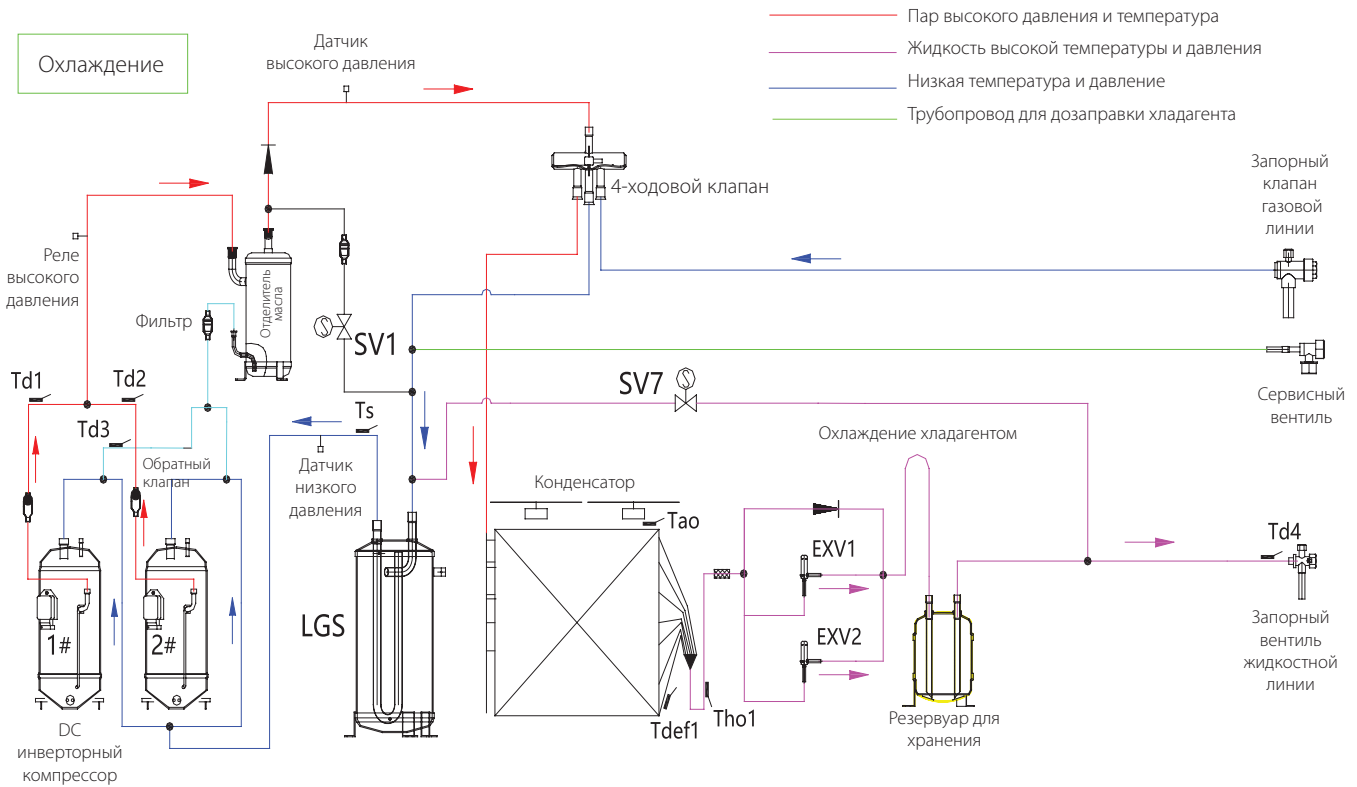 Охлаждение
Датчик
высокого давления
Пар высокого давления и температура
Жидкость высокой температуры и давления
Низкая температура и давление
Трубопровод для дозаправки хладагента
4-ходовой клапан
Запорный
клапан
газовой
линии
Реле
высокого
давления
Отделитель
масла
Фильтр
SV1
SV7
Сервисный
вентиль
Td1
Td2
Td3
Ts
Обратный
клапан
Датчик
низкого
давления
Охлаждение хладагентом
Конденсатор
Tao
EXV1
EXV2
Td4
1#
2#
LGS
Запорный
вентиль
жидкостной
линии
Tdef1
Tho1
Резервуар для
хранения
DC
инверторный
компрессор